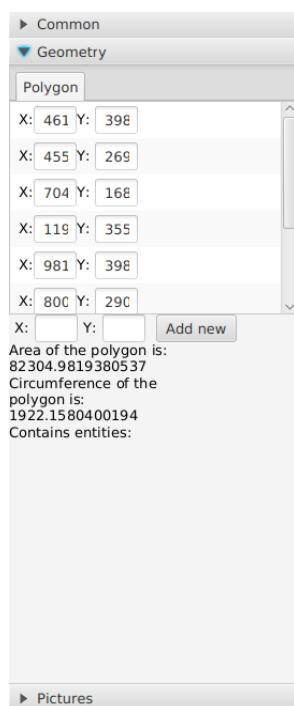 Common
Geometry
Polygon
X: 461 Y: 398
X: 455 Y: 269
X: 704 Y: 168
X: 119 Y: 355
X: 981 Y: 398
X: 800 Y: 290
X: Y: Add new
Area of the polygon is:
82304.9819380537
Circumference of the
polygon is:
1922.1580400194
Contains entities:
Pictures